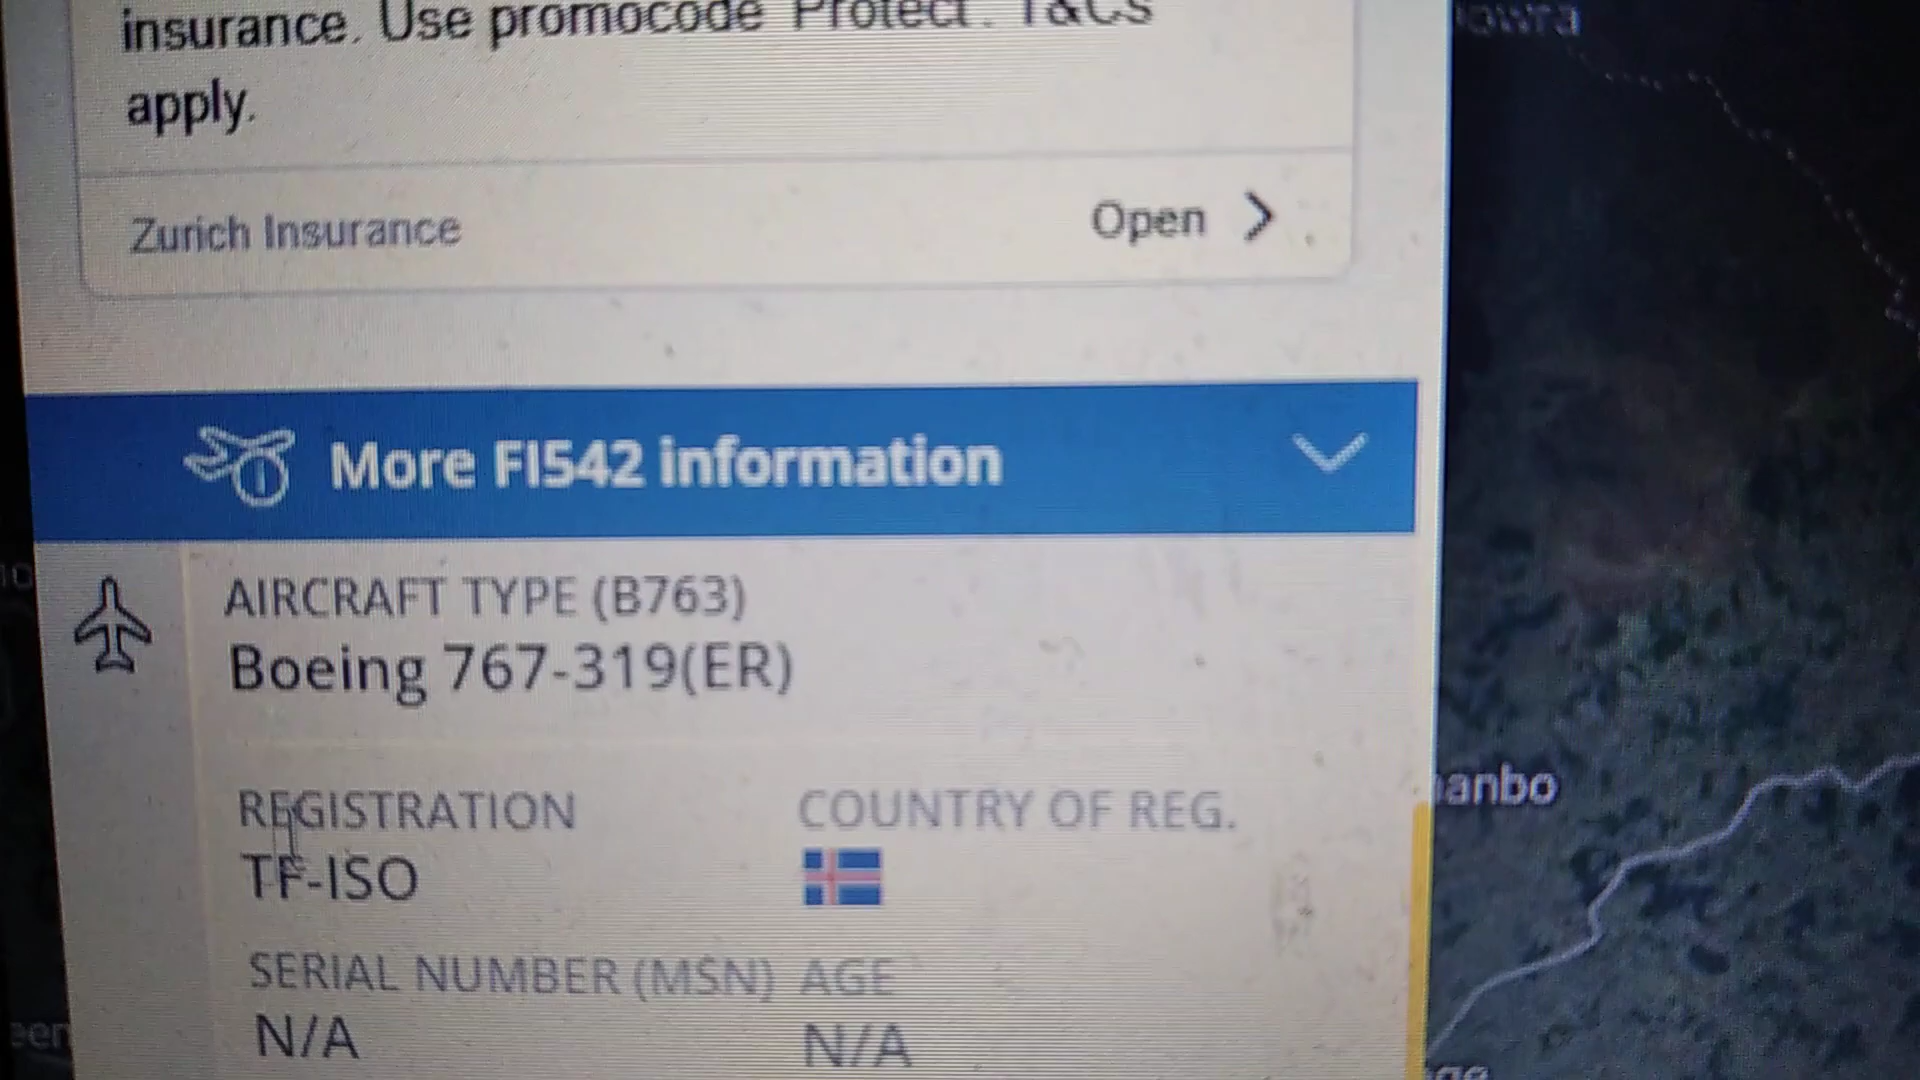 insurance. Use promocode 'Protect'. T&Cs
apply.
Zurich Insurance
Open
More FI542 information
AIRCRAFT TYPE (B763)
Boeing 767-319(ER)
REGISTRATION
COUNTRY OF REG.
TF-ISO
SERIAL NUMBER (MSN)
AGE
N/A
N/A
anbo